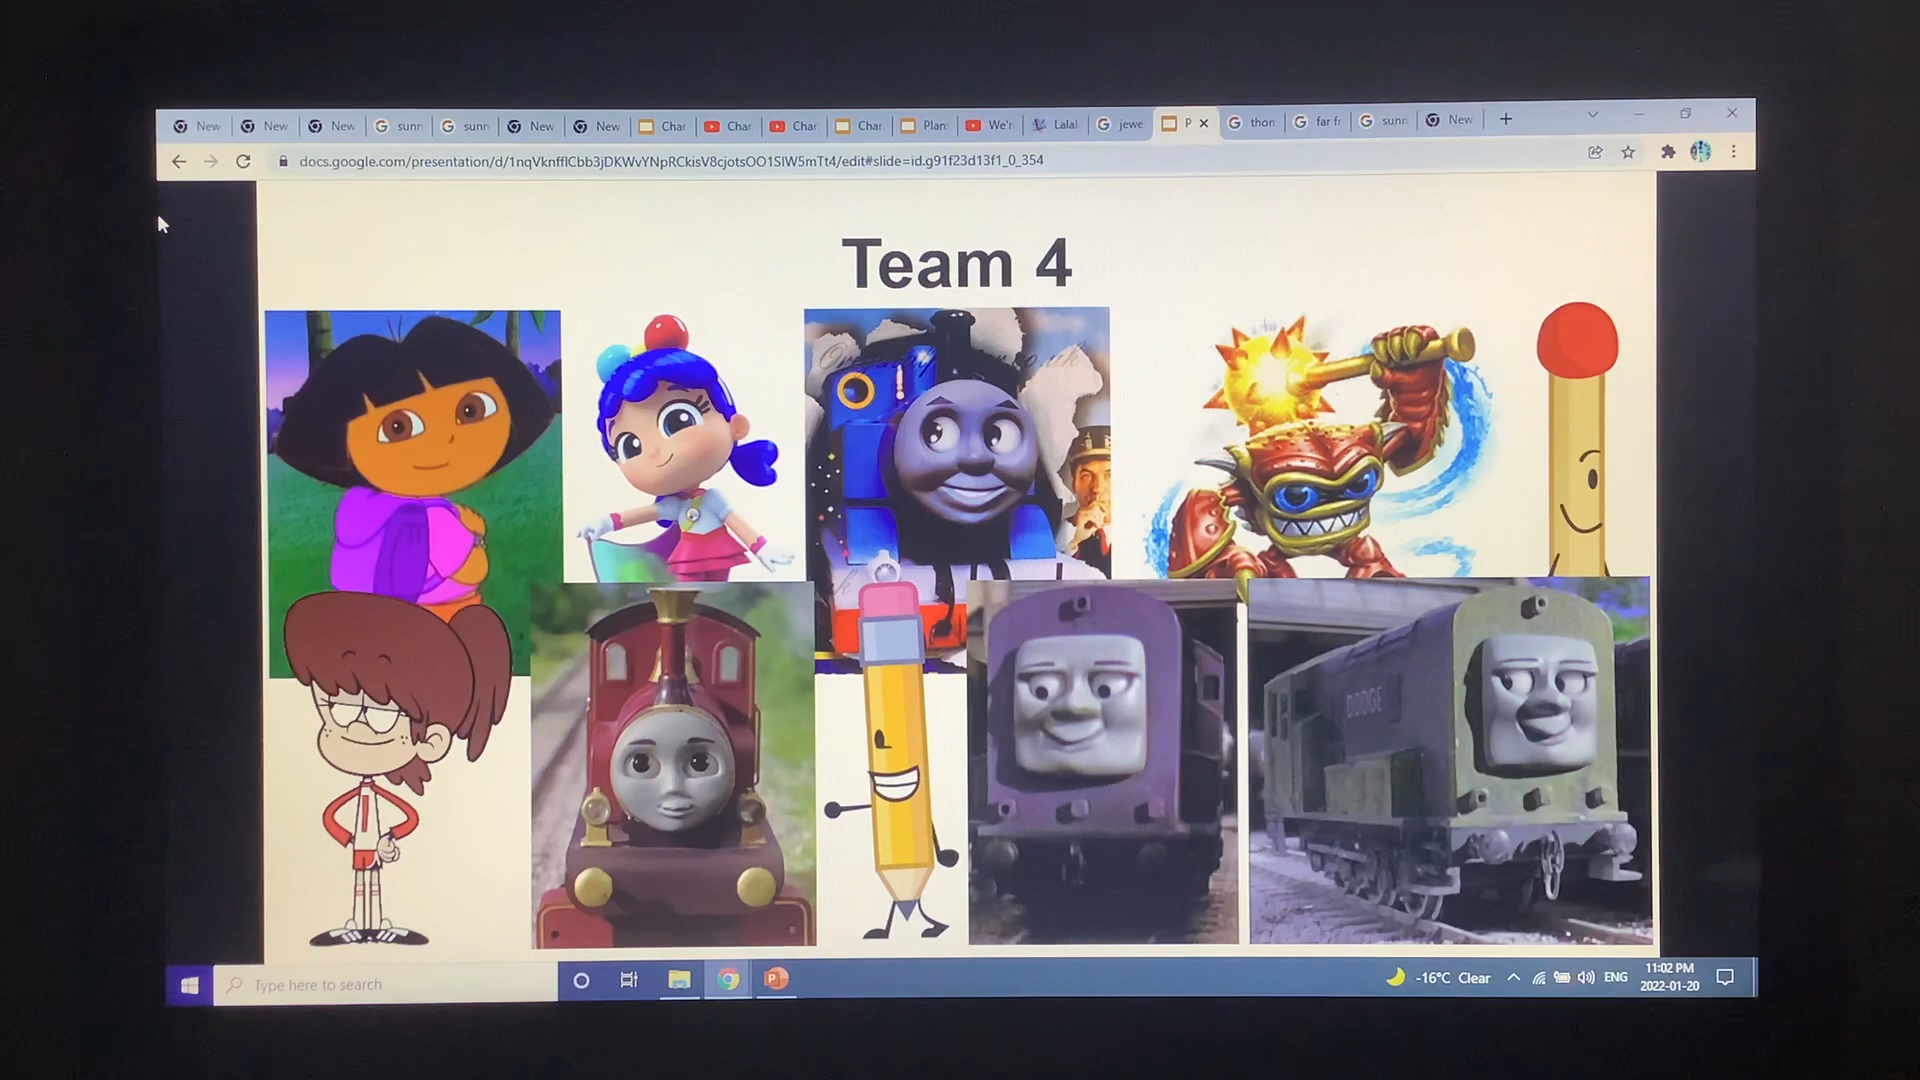 New
New
New
sunn
sunn
New
New
Char
Char
Char
Char
Plan
We'r
Lalal
jewe
P
thom
far fr
sunn
New
docs.google.com/presentation/d/1nqVknfflCbb3jDKWvYNpRCkisV8cjotsOO1SlW5mTt4/edit#slide=id.g91f23d13f1_0_354
Team 4
DODGE
Type here to search
-16°C Clear
ENG
11:02 PM
2022-01-20